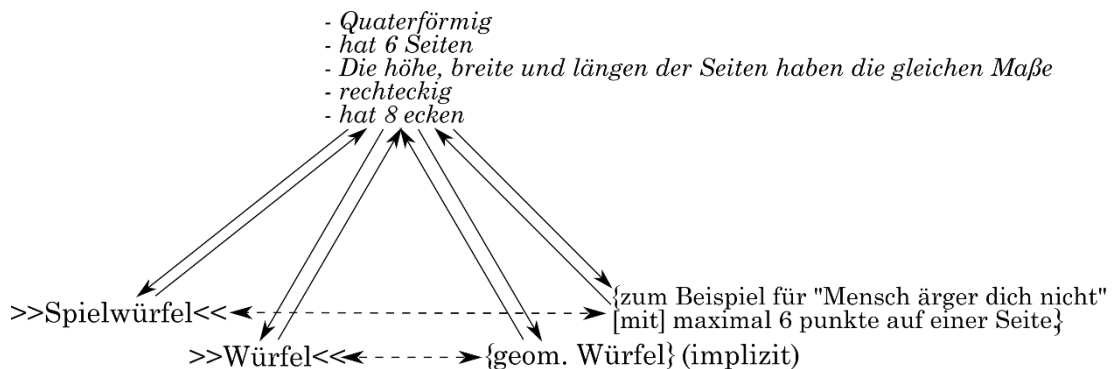 - Quaterförmig
- hat 6 Seiten
- Die höhe, breite und längen der Seiten haben die gleichen Maße
- rechteckig
- hat 8 ecken
>>Spielwürfel<<
{zum Beispiel für "Mensch ärger dich nicht"
[mit] maximal 6 punkte auf einer Seite}
>>Würfel<<
{geom. Würfel} (implizit)